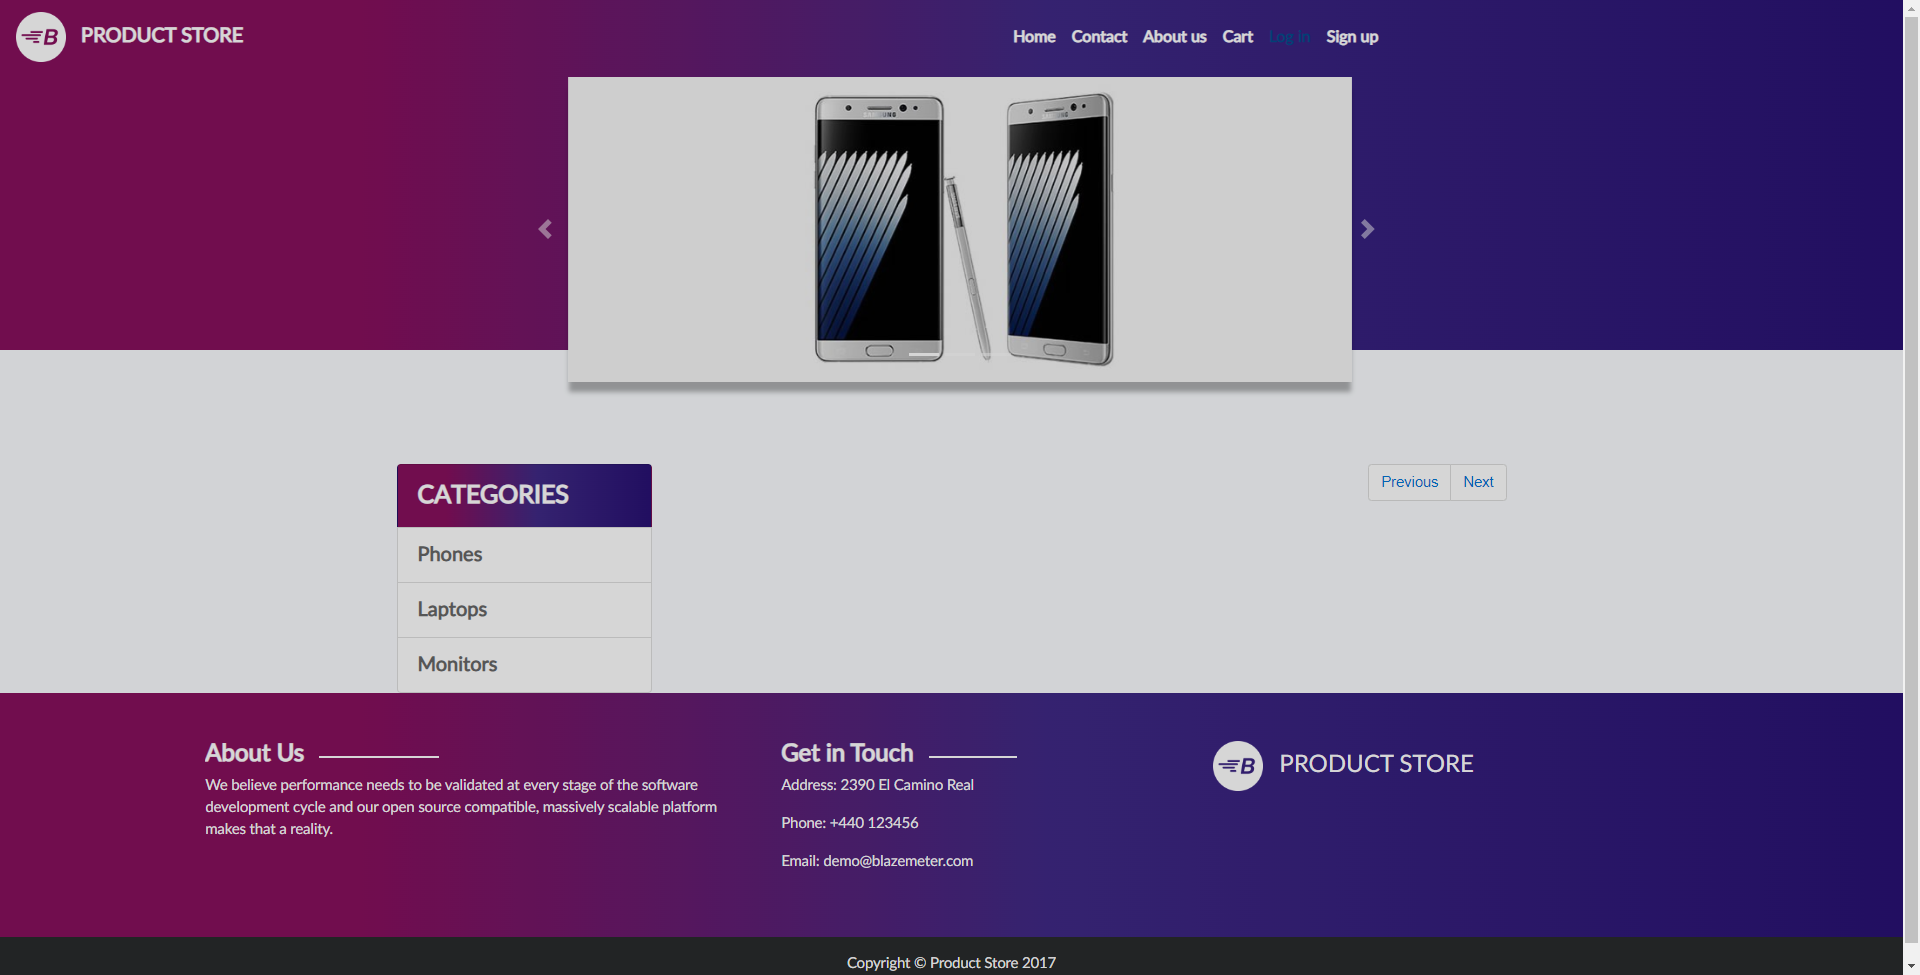 B PRODUCT STORE
Home Contact About us Cart Log in Sign up
SAMSUNG
CATEGORIES
Phones
Laptops
Monitors
Previous Next
About Us
We believe performance needs to be validated at every stage of the software
development cycle and our open source compatible, massively scalable platform
makes that a reality.
Get in Touch
Address: 2390 El Camino Real
Phone: +440 123456
Email: demo@blazemeter.com
B PRODUCT STORE
Copyright © Product Store 2017